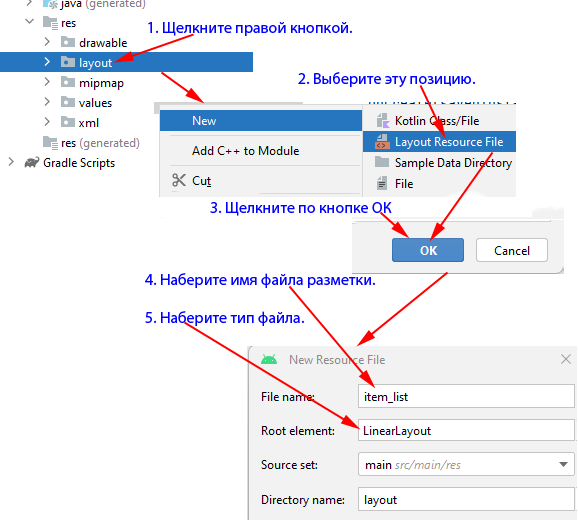 java (generated)
res
1. Щелкните правой кнопкой.
drawable
layout
2. Выберите эту позицию.
mipmap
values
xml
New
Kotlin Class/File
res (generated)
Add C++ to Module
Layout Resource File
Gradle Scripts
Sample Data Directory
Cut
File
3. Щелкните по кнопке OK
OK
Cancel
4. Наберите имя файла разметки.
5. Наберите тип файла.
New Resource File
File name:
item_list
Root element:
LinearLayout
Source set:
main src/main/res
Directory name:
layout